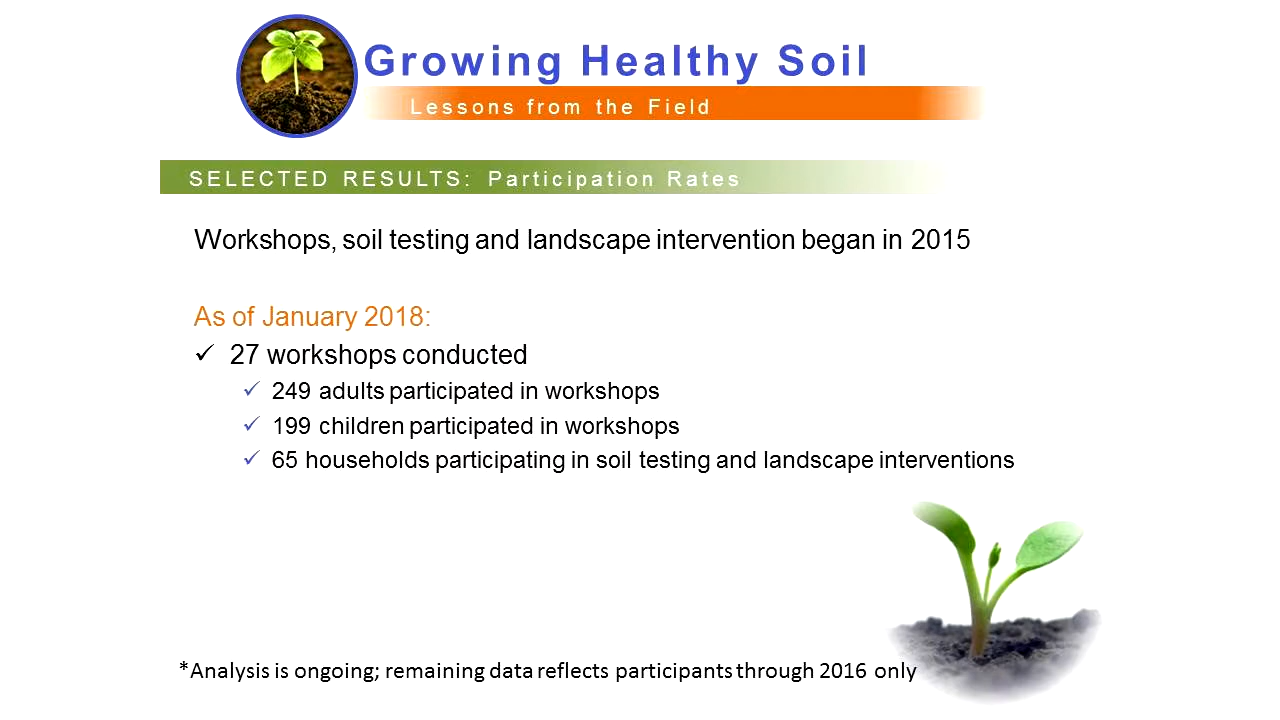 Growing Healthy Soil
Lessons from the Field
SELECTED RESULTS: Participation Rates
Workshops, soil testing and landscape intervention began in 2015
As of January 2018:
✓ 27 workshops conducted
✓ 249 adults participated in workshops
✓ 199 children participated in workshops
✓ 65 households participating in soil testing and landscape interventions
*Analysis is ongoing; remaining data reflects participants through 2016 only